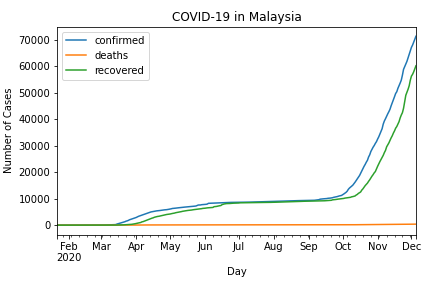 COVID-19 in Malaysia
confirmed
deaths
recovered
Number of Cases
70000
60000
50000
40000
30000
20000
10000
0
Feb Mar Apr May Jun Jul Aug Sep Oct Nov Dec
2020
Day